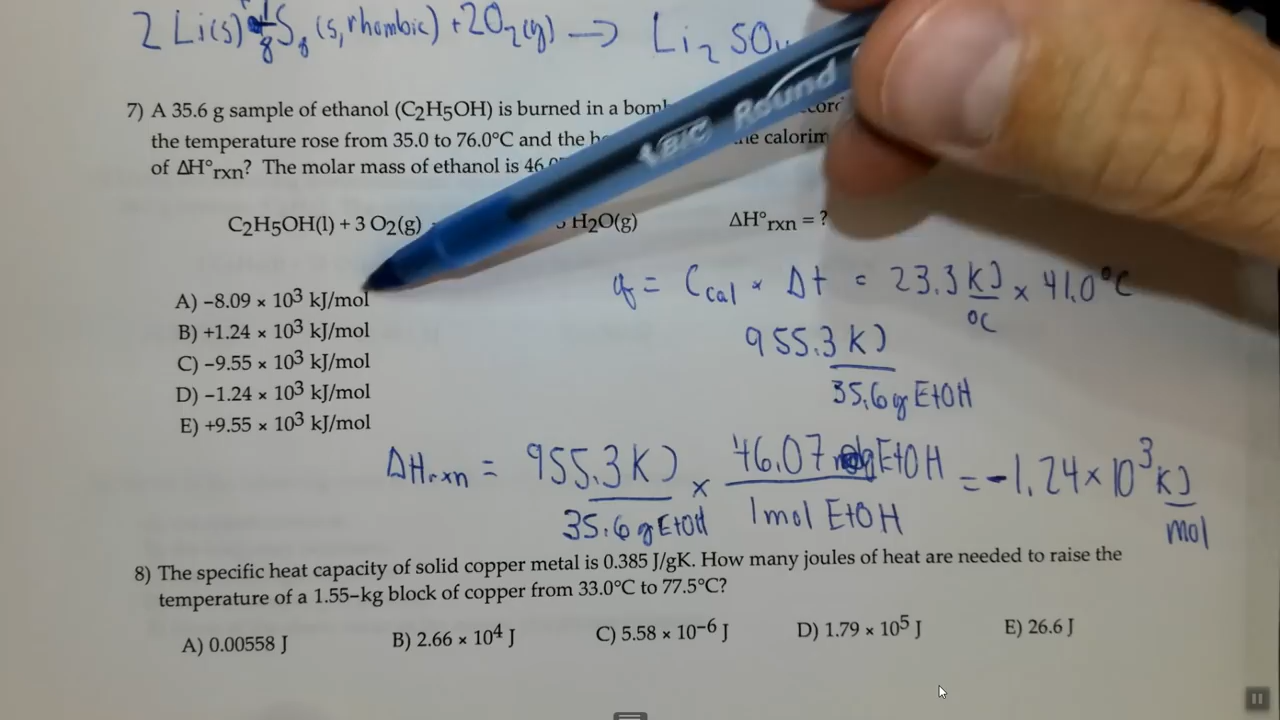 2 Li(s) + 1/8 S8 (s, rhombic) + 2O2(g) → Li2 SO4
7) A 35.6 g sample of ethanol (C2H5OH) is burned in a
the temperature rose from 35.0 to 76.0°C and the calorim
of ΔH°rxn? The molar mass of ethanol is
BIC Round
C2H5OH(l) + 3 O2(g) H2O(g) ΔH°rxn = ?
A) −8.09 × 10³ kJ/mol
B) +1.24 × 10³ kJ/mol
C) −9.55 × 10³ kJ/mol
D) −1.24 × 10³ kJ/mol
E) +9.55 × 10³ kJ/mol
q = Ccal × Δt = 23.3 kJ/°C × 41.0°C
955.3 kJ
35.6 g EtOH
ΔHrxn = 955.3 kJ / 35.6 g EtOH × 46.07 g EtOH / 1 mol EtOH = −1.24 × 10³ kJ/mol
8) The specific heat capacity of solid copper metal is 0.385 J/gK. How many joules of heat are needed to raise the
temperature of a 1.55−kg block of copper from 33.0°C to 77.5°C?
A) 0.00558 J B) 2.66 × 10⁴ J C) 5.58 × 10⁻⁶ J D) 1.79 × 10⁵ J E) 26.6 J